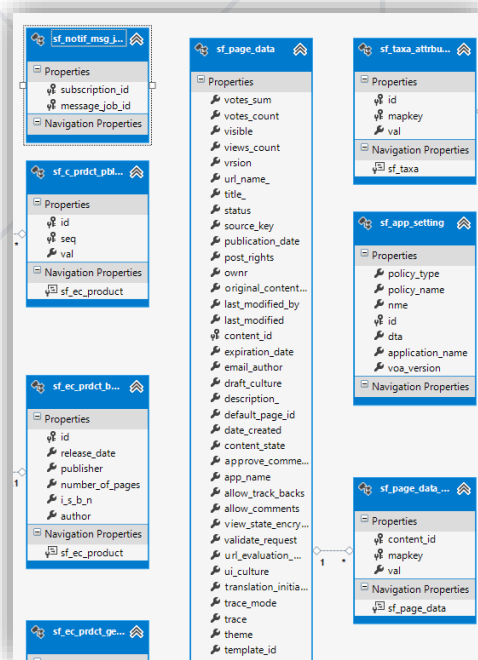 sf_notif_msg_j...
Properties
subscription_id
message_job_id
Navigation Properties
sf_c_prdct_pbl...
Properties
id
seq
val
Navigation Properties
sf_ec_product
*
sf_ec_prdct_b...
Properties
id
release_date
publisher
number_of_pages
i_s_b_n
author
Navigation Properties
sf_ec_product
1
sf_ec_prdct_ge...
sf_page_data
Properties
votes_sum
votes_count
visible
views_count
vrsion
url_name_
title_
status
source_key
publication_date
post_rights
ownr
original_content...
last_modified_by
last_modified
content_id
expiration_date
email_author
draft_culture
description_
default_page_id
date_created
content_state
approve_comme...
app_name
allow_track_backs
allow_comments
view_state_encry...
validate_request
url_evaluation_...
ui_culture
translation_initia...
trace_mode
trace
theme
template_id
1 *
sf_taxa_attrbu...
Properties
id
mapkey
val
Navigation Properties
sf_taxa
sf_app_setting
Properties
policy_type
policy_name
nme
id
dta
application_name
voa_version
Navigation Properties
sf_page_data_...
Properties
content_id
mapkey
val
Navigation Properties
sf_page_data